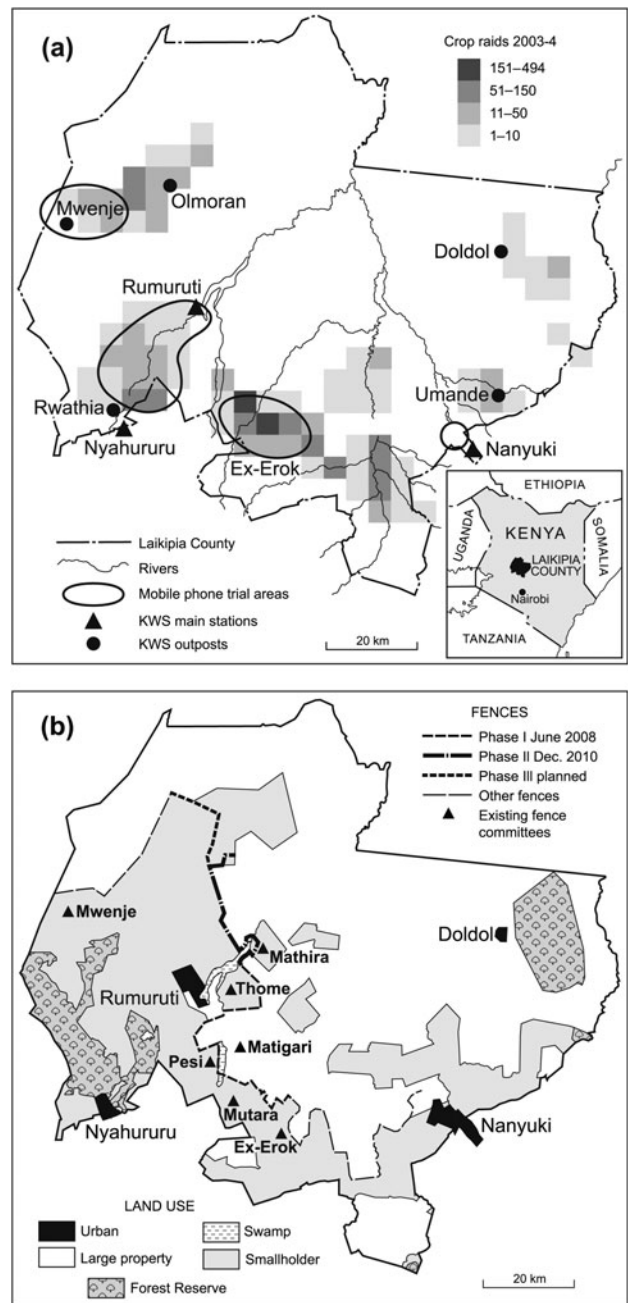 (a)
Crop raids 2003-4
151–494
51–150
11–50
1–10
Mwenje
Olmoran
Doldol
Rumuruti
Umande
Rwathia
Nyahururu
Nanyuki
Ex-Erok
Laikipia County
Rivers
Mobile phone trial areas
KWS main stations
KWS outposts
20 km
ETHIOPIA
UGANDA
KENYA
SOMALIA
LAIKIPIA
COUNTY
Nairobi
TANZANIA
(b)
FENCES
Phase I June 2008
Phase II Dec. 2010
Phase III planned
Other fences
Existing fence
committees
Mwenje
Doldol
Mathira
Rumuruti
Thome
Matigari
Pesi
Mutara
Nyahururu
Nanyuki
Ex-Erok
LAND USE
Urban
Swamp
Large property
Smallholder
Forest Reserve
20 km